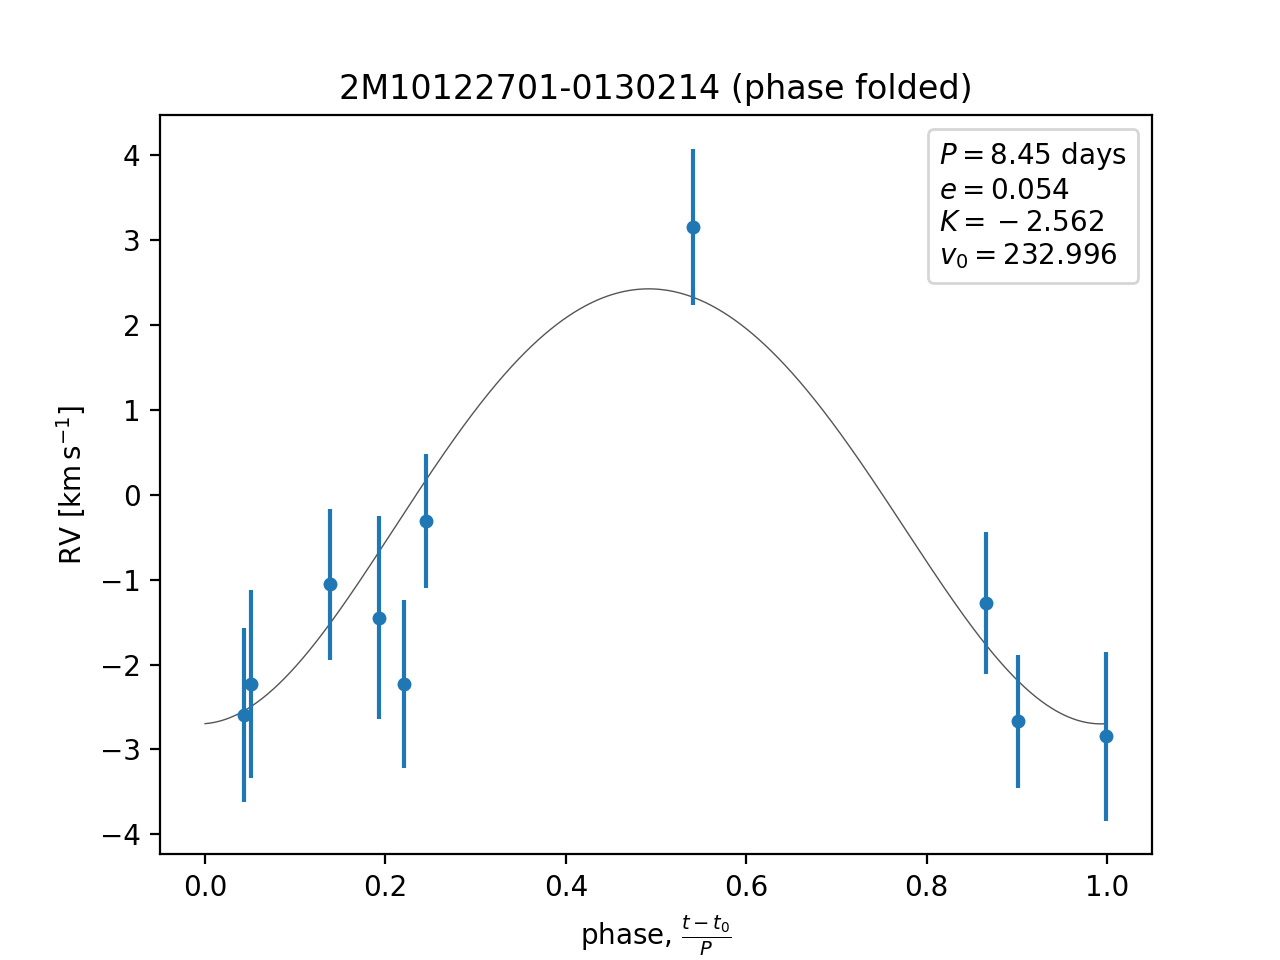 2M10122701-0130214 (phase folded)
P = 8.45 days
e = 0.054
K = −2.562
v₀ = 232.996
4
3
2
1
0
−1
−2
−3
−4
RV [km s⁻¹]
0.0 0.2 0.4 0.6 0.8 1.0
phase, (t − t₀)/P